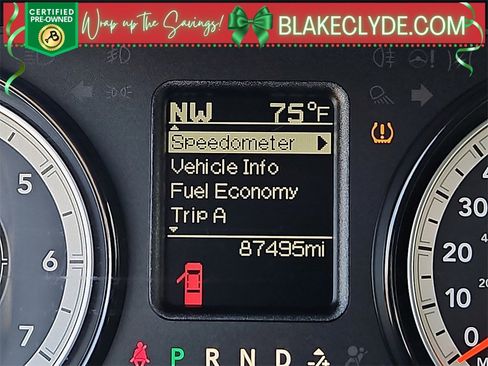 CERTIFIED
PRE-OWNED
B
Wrap up the Savings!
BLAKECLYDE.COM
NW 75°F
Speedometer
Vehicle Info
Fuel Economy
Trip A
87495mi
5
6
7
40
30
20
0
P R N D